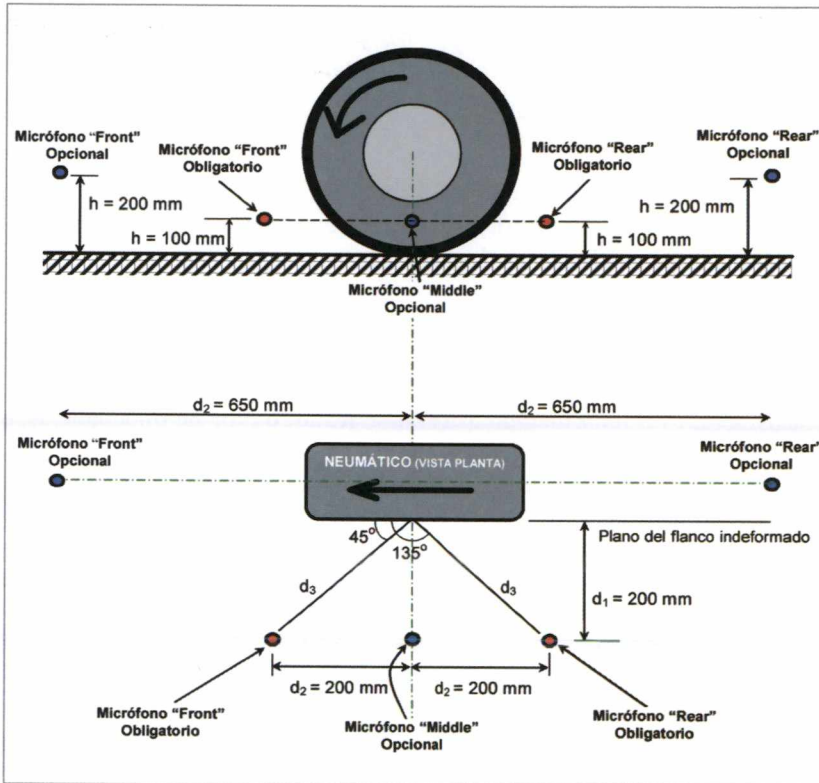 Micrófono "Front"
Opcional
Micrófono "Front"
Obligatorio
Micrófono "Rear"
Obligatorio
Micrófono "Rear"
Opcional
h = 200 mm
h = 100 mm
h = 100 mm
h = 200 mm
Micrófono "Middle"
Opcional
d2 = 650 mm
d2 = 650 mm
Micrófono "Front"
Opcional
NEUMÁTICO (VISTA PLANTA)
Micrófono "Rear"
Opcional
45°
135°
Plano del flanco indeformado
d3
d3
d1 = 200 mm
d2 = 200 mm
d2 = 200 mm
Micrófono "Front"
Obligatorio
Micrófono "Middle"
Opcional
Micrófono "Rear"
Obligatorio